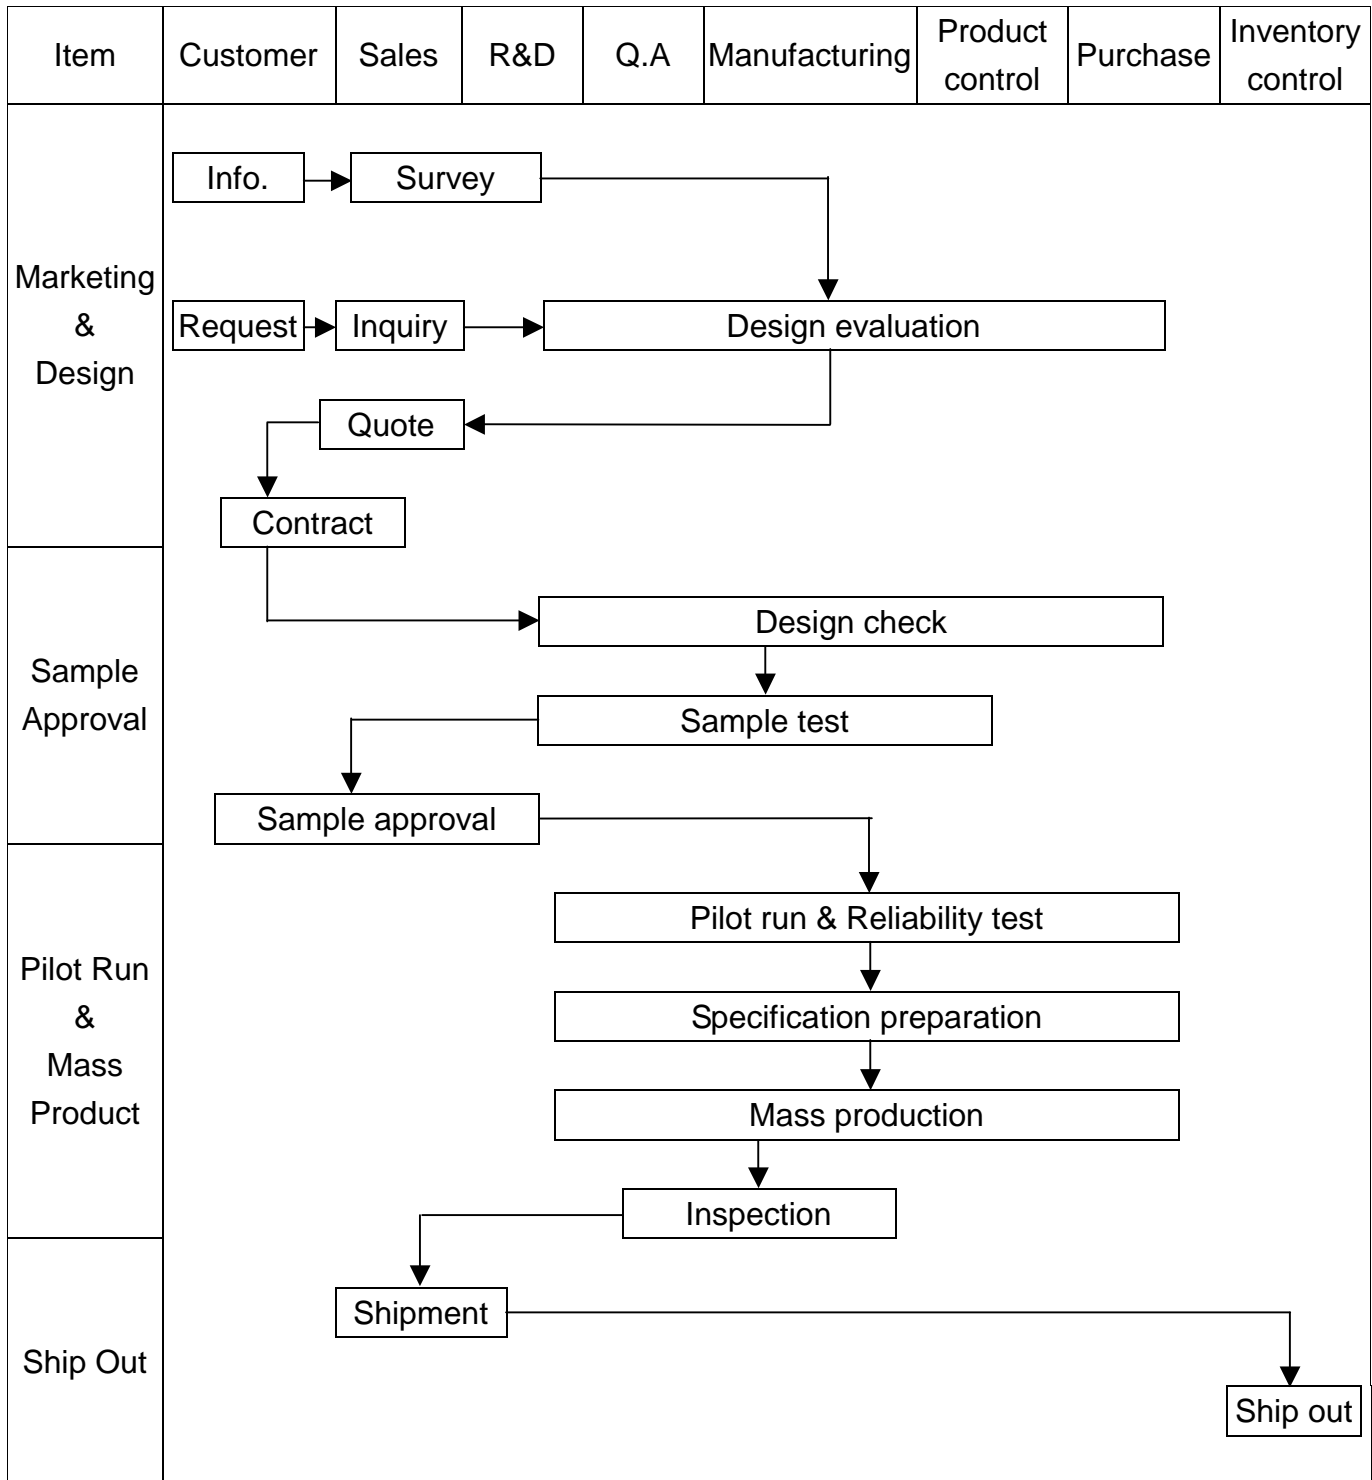 Item
Customer
Sales
R&D
Q.A
Manufacturing
Product
control
Purchase
Inventory
control
Marketing
&
Design
Info.
Survey
Request
Inquiry
Design evaluation
Quote
Contract
Sample
Approval
Design check
Sample test
Sample approval
Pilot Run
&
Mass
Product
Pilot run & Reliability test
Specification preparation
Mass production
Inspection
Ship Out
Shipment
Ship out